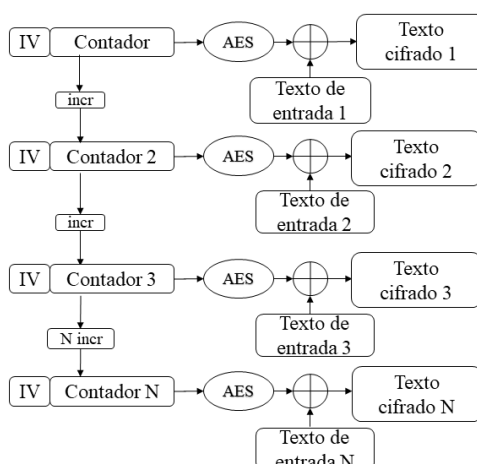 IV Contador AES Texto
cifrado 1
incr
Texto de
entrada 1
IV Contador 2 AES Texto
cifrado 2
incr
Texto de
entrada 2
IV Contador 3 AES Texto
cifrado 3
N incr
Texto de
entrada 3
IV Contador N AES Texto
cifrado N
Texto de
entrada N